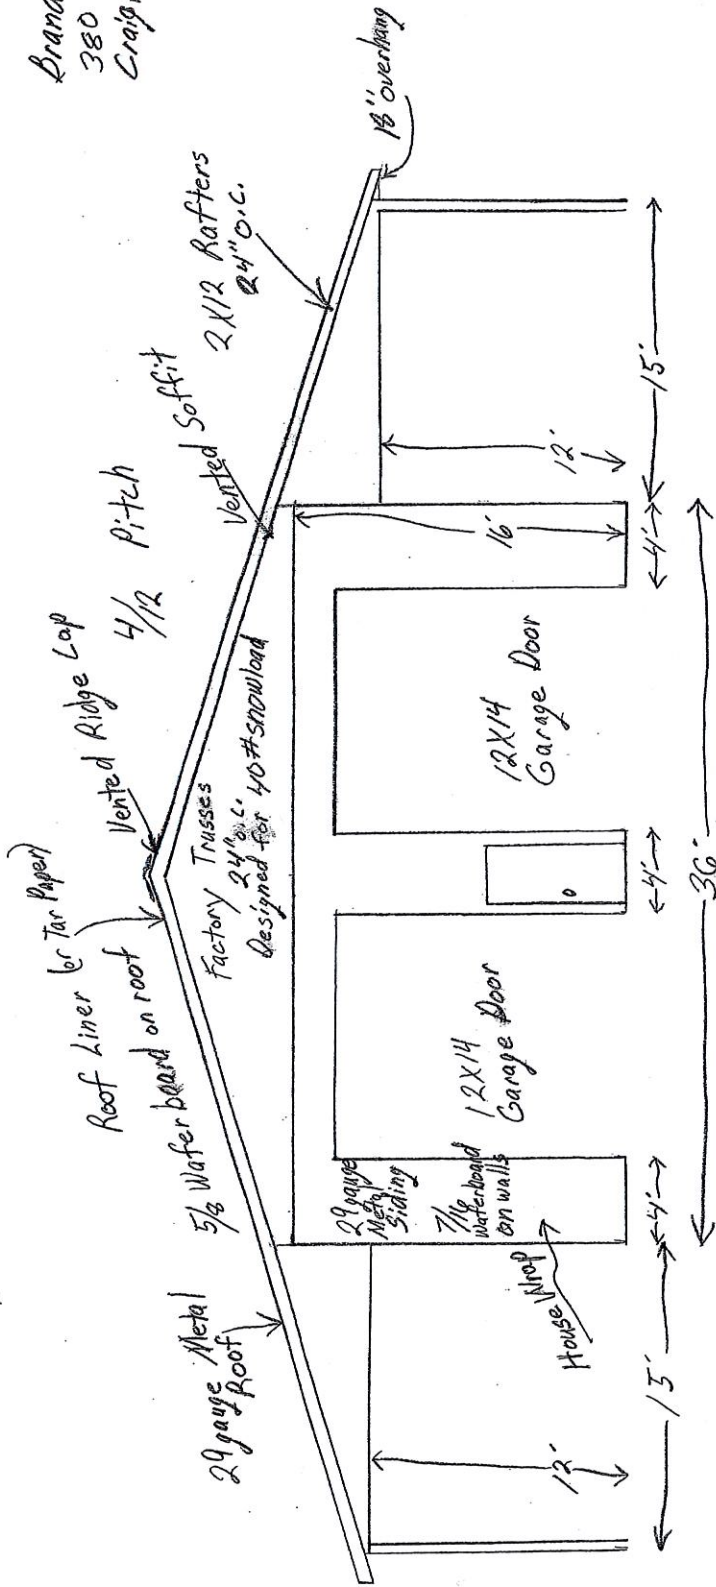 380
Roof Liner (or Tar Paper)
Vented Ridge Cap
4/12 Pitch
Vented Soffit
2X12 Rafters
24" o.c.
18" overhang
5/8 Waferboard on roof
29 gauge Metal
Roof
Factory Trusses
24" o.c.
Designed for 40# snowload
29 gauge
Metal
Siding
7/16
Waferboard
on walls
House Wrap
12X14
Garage Door
12X14
Garage Door
16'
12'
12'
4'
4'
4'
15'
36'
15'